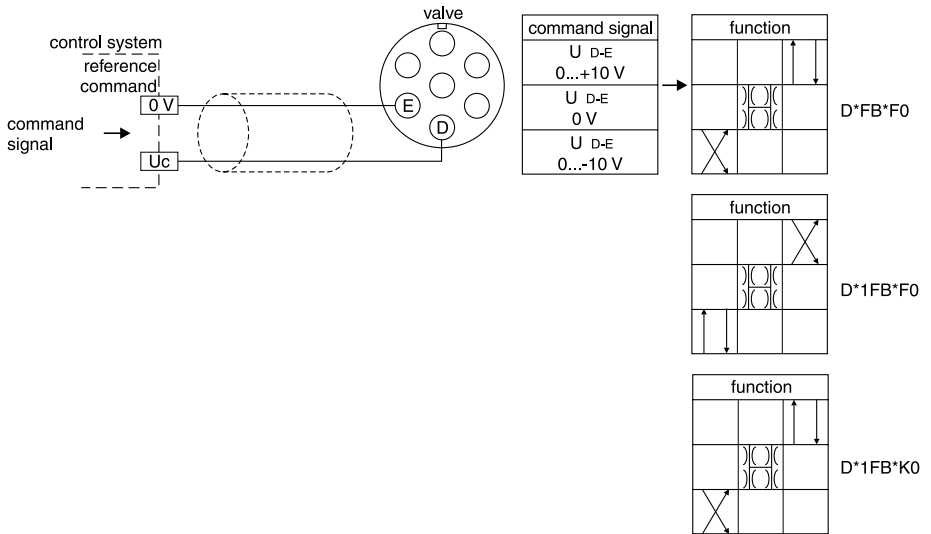 valve
control system
reference
command
0 V
command
signal
Uc
E
D
command signal
U D-E
0...+10 V
U D-E
0 V
U D-E
0...-10 V
function
D*FB*F0
function
D*1FB*F0
function
D*1FB*K0